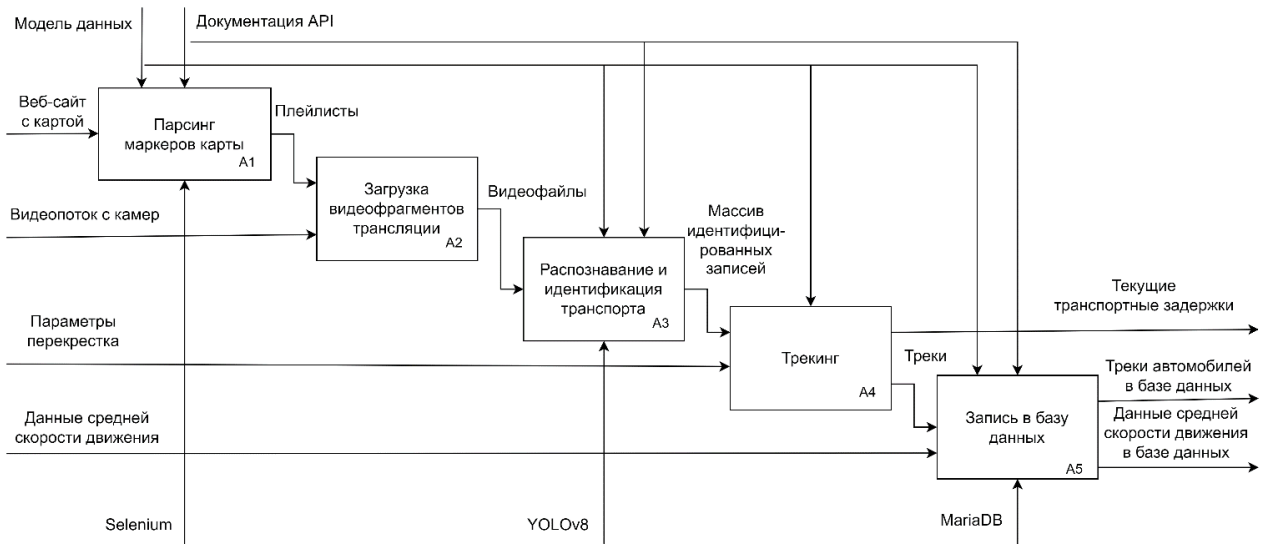 Модель данных
Документация API
Веб-сайт
с картой
Парсинг
маркеров карты
A1
Плейлисты
Видеопоток с камер
Загрузка
видеофрагментов
трансляции
A2
Видеофайлы
Распознавание и
идентификация
транспорта
A3
Массив
идентифици-
рованных
записей
Параметры
перекрестка
Трекинг
A4
Текущие
транспортные задержки
Треки
Данные средней
скорости движения
Запись в базу
данных
A5
Треки автомобилей
в базе данных
Данные средней
скорости движения
в базе данных
Selenium
YOLOv8
MariaDB